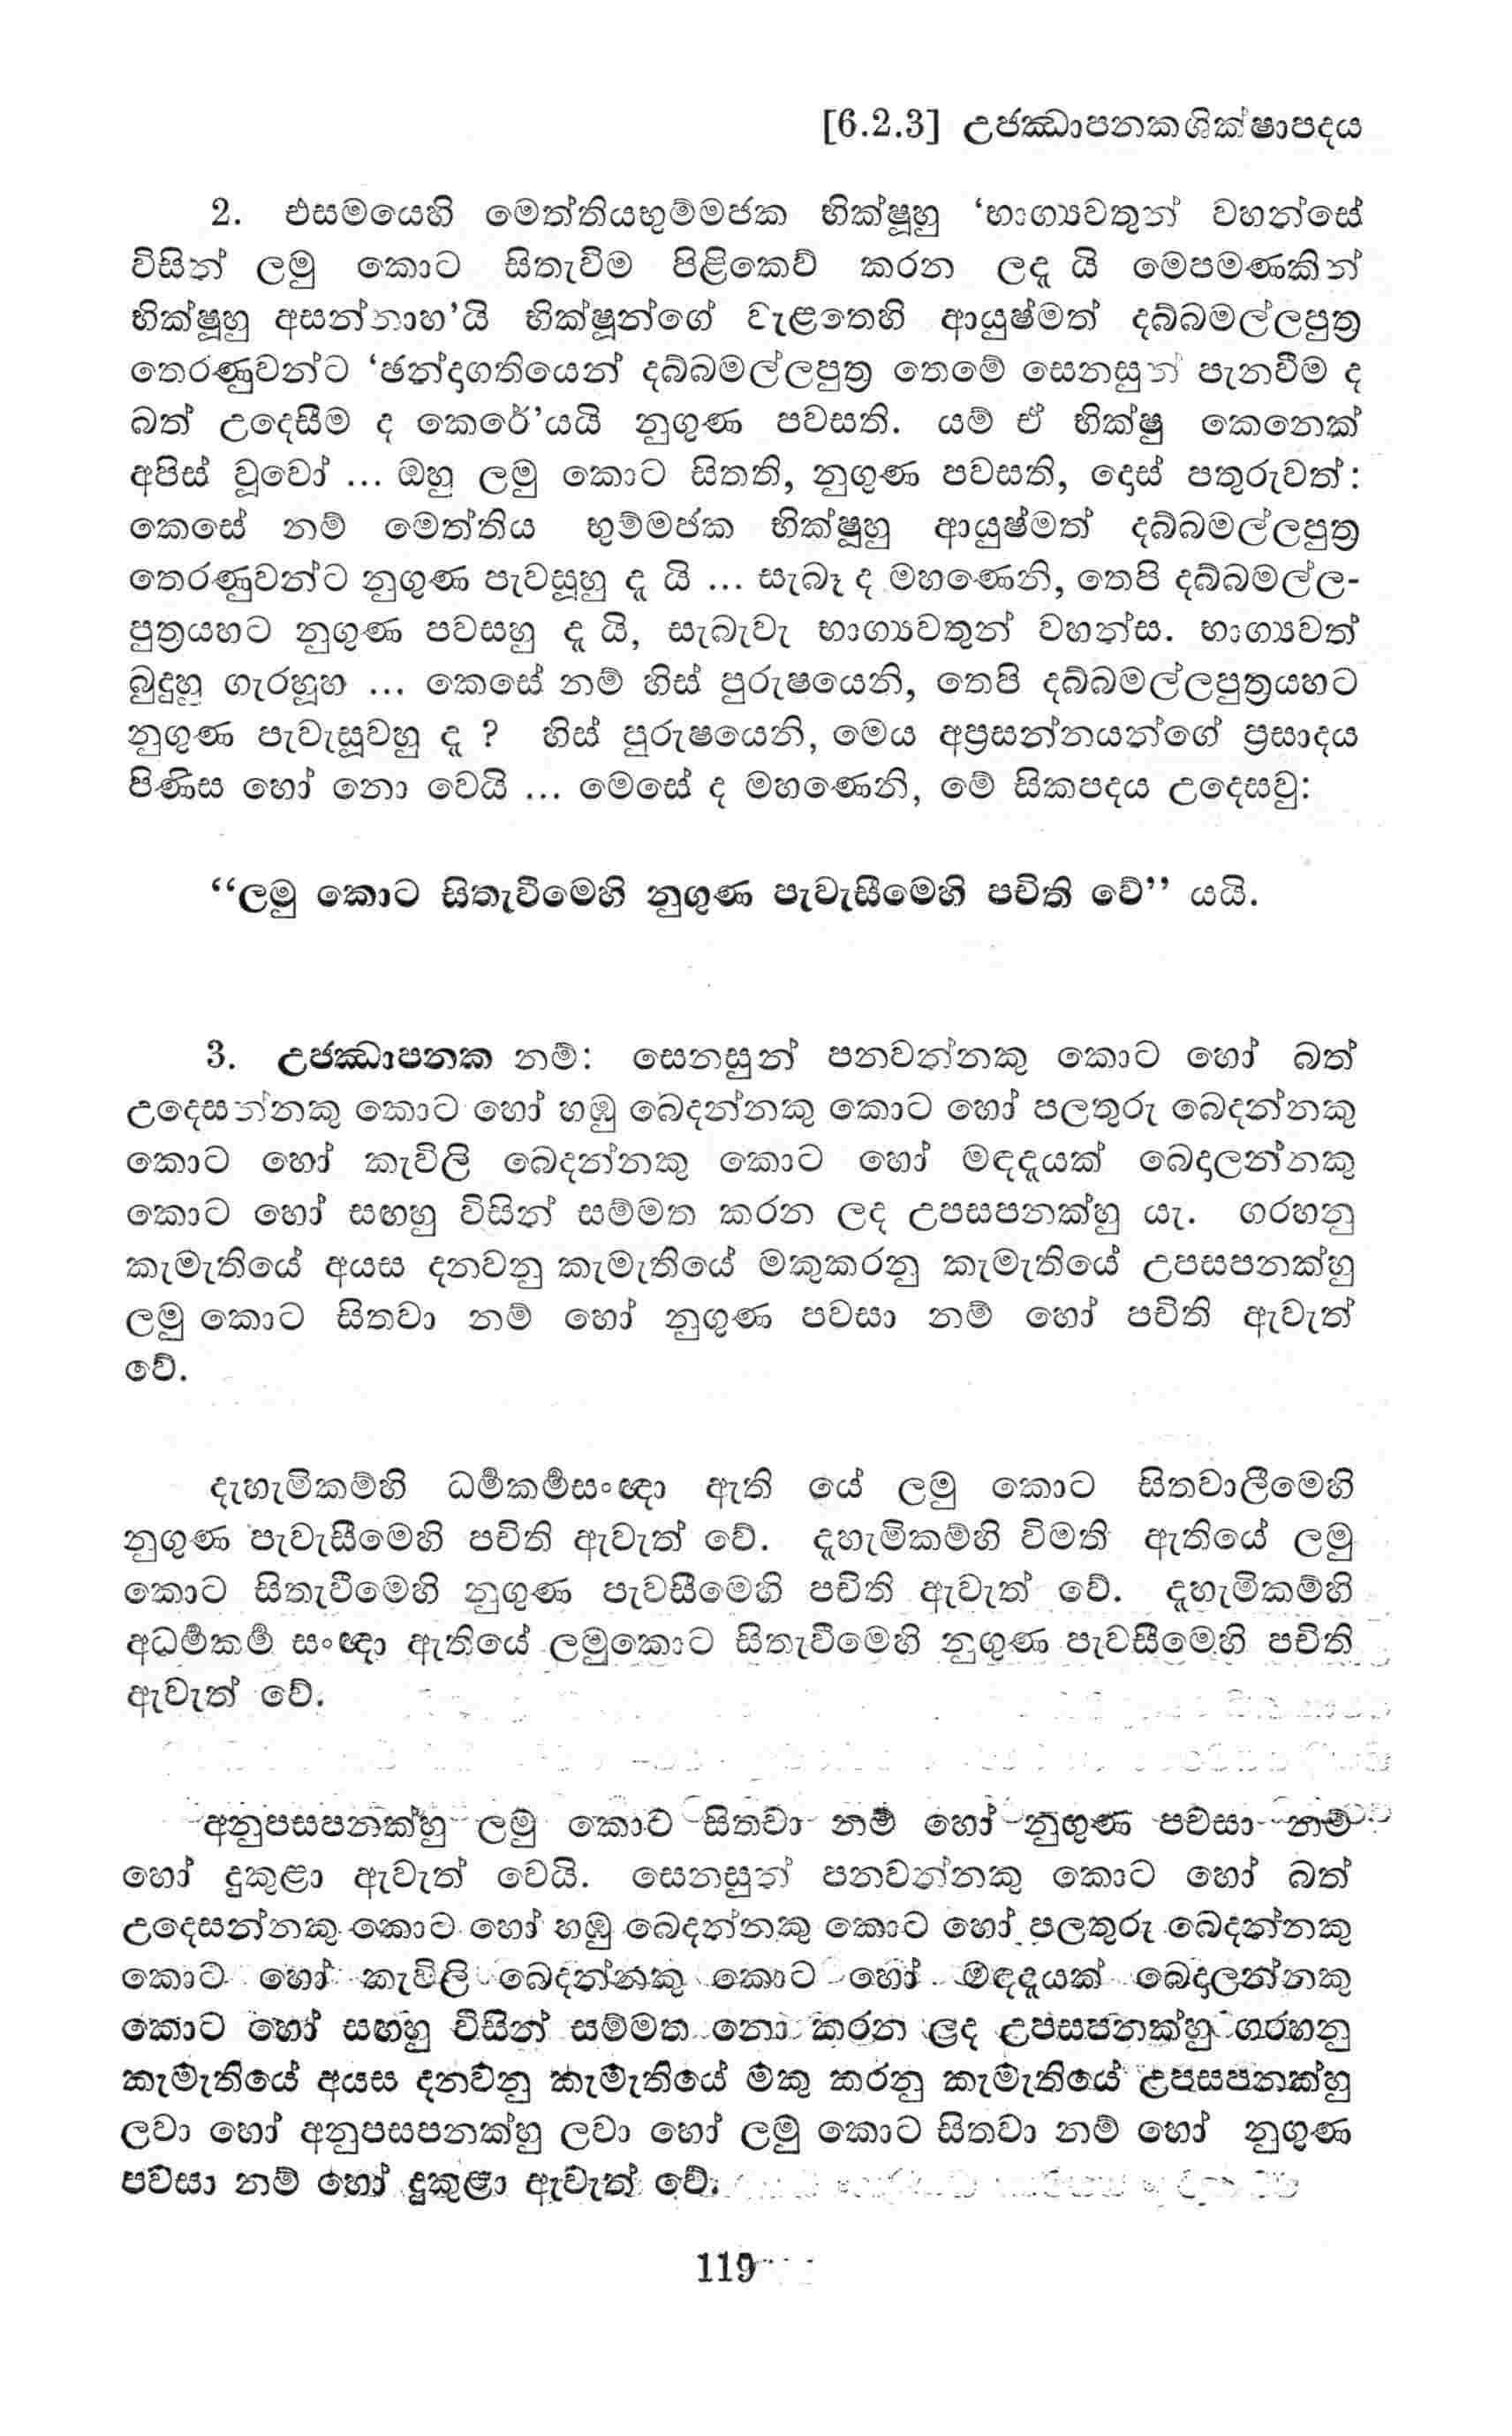 [6.2.3] උජඣාපනකශික්ෂාපදය
2. එසමයෙහි මෙත්තියභුම්මජක භික්ෂූහු ‘භාග්‍යවතුන් වහන්සේ
විසින් ලමු කොට සිතැවීම පිළිකෙව් කරන ලදැ යි මෙපමණකින්
භික්ෂූහු අසන්නාහ’යි භික්ෂූන්ගේ වැළතෙහි ආයුෂ්මත් දබ්බමල්ලපුත්‍ර
තෙරණුවන්ට ‘ඡන්දගතියෙන් දබ්බමල්ලපුත්‍ර තෙමේ සෙනසුන් පැනවීම ද
බත් උදෙසීම ද කෙරේ’යයි නුගුණ පවසති. යම් ඒ භික්ෂු කෙනෙක්
අපිස් වූවෝ ... ඔහු ලමු කොට සිතති, නුගුණ පවසති, දොස් පතුරුවත්:
කෙසේ නම් මෙත්තිය භුම්මජක භික්ෂූහු ආයුෂ්මත් දබ්බමල්ලපුත්‍ර
තෙරණුවන්ට නුගුණ පැවසූහු දැ යි ... සැබෑ ද මහණෙනි, තෙපි දබ්බමල්ල-
පුත්‍රයහට නුගුණ පවසහු දැ යි, සැබැවැ භාග්‍යවතුන් වහන්ස. භාග්‍යවත්
බුදුහු ගැරහූහ ... කෙසේ නම් හිස් පුරුෂයෙනි, තෙපි දබ්බමල්ලපුත්‍රයහට
නුගුණ පැවැසූවහු දැ ? හිස් පුරුෂයෙනි, මෙය අප්‍රසන්නයන්ගේ ප්‍රසාදය
පිණිස හෝ නො වෙයි ... මෙසේ ද මහණෙනි, මේ සිකපදය උදෙසවු:
“ලමු කොට සිතැවීමෙහි නුගුණ පැවැසීමෙහි පචිති වේ” යයි.
3. උජඣාපනක නම්: සෙනසුන් පනවන්නකු කොට හෝ බත්
උදෙසන්නකු කොට හෝ හඹු බෙදන්නකු කොට හෝ පලතුරු බෙදන්නකු
කොට හෝ කැවිලි බෙදන්නකු කොට හෝ මඳදැයක් බෙදාලන්නකු
කොට හෝ සඟහු විසින් සම්මත කරන ලද උපසපනක්හු යැ. ගරහනු
කැමැතියේ අයස දනවනු කැමැතියේ මකුකරනු කැමැතියේ උපසපනක්හු
ලමු කොට සිතවා නම් හෝ නුගුණ පවසා නම් හෝ පචිති ඇවැත්
වේ.
දැහැමිකම්හි ධර්‍මකර්‍මසංඥා ඇති යේ ලමු කොට සිතවාලීමෙහි
නුගුණ පැවැසීමෙහි පචිති ඇවැත් වේ. දැහැමිකම්හි විමති ඇතියේ ලමු
කොට සිතැවීමෙහි නුගුණ පැවසීමෙහි පචිති ඇවැත් වේ. දැහැමිකම්හි
අධර්‍මකර්‍ම සංඥා ඇතියේ ලමුකොට සිතැවීමෙහි නුගුණ පැවසීමෙහි පචිති
ඇවැත් වේ.
අනුපසපනක්හු ලමු කොට සිතවා නම් හෝ නුගුණ පවසා නම්
හෝ දුකුළා ඇවැත් වෙයි. සෙනසුන් පනවන්නකු කොට හෝ බත්
උදෙසන්නකු කොට හෝ හඹු බෙදන්නකු කොට හෝ පලතුරු බෙදන්නකු
කොට හෝ කැවිලි බෙදන්නකු කොට හෝ මඳදැයක් බෙදාලන්නකු
කොට හෝ සඟහු විසින් සම්මත නො කරන ලද උපසපනක්හු ගරහනු
කැමැතියේ අයස දනවනු කැමැතියේ මකු කරනු කැමැතියේ උපසපනක්හු
ලවා හෝ අනුපසපනක්හු ලවා හෝ ලමු කොට සිතවා නම් හෝ නුගුණ
පවසා නම් හෝ දුකුළා ඇවැත් වේ.
119